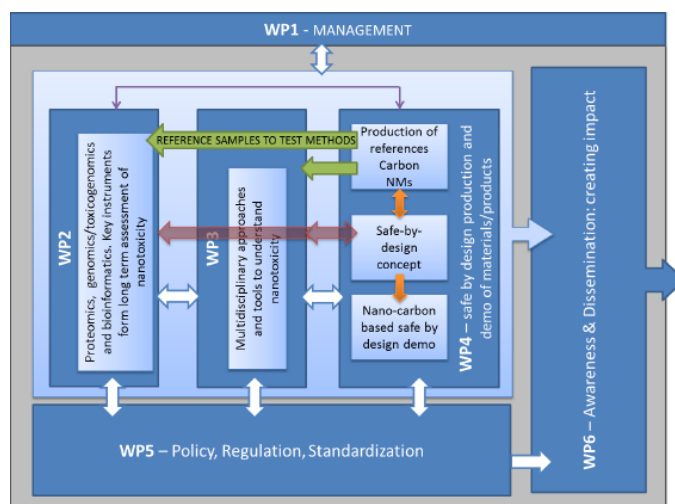 WP1 - MANAGEMENT
WP2
Proteomics, genomics/toxicogenomics
and bioinformatics. Key instruments
form long term assessment of
nanotoxicity
REFERENCE SAMPLES TO TEST METHODS
WP3
Multidisciplinary approaches
and tools to understand
nanotoxicity
Production of
references
Carbon
NMs
Safe-by-
design
concept
Nano-carbon
based safe by
design demo
WP4 – safe by design production and
demo of materials/products
WP5 – Policy, Regulation, Standardization
WP6 – Awareness & Dissemination: creating impact